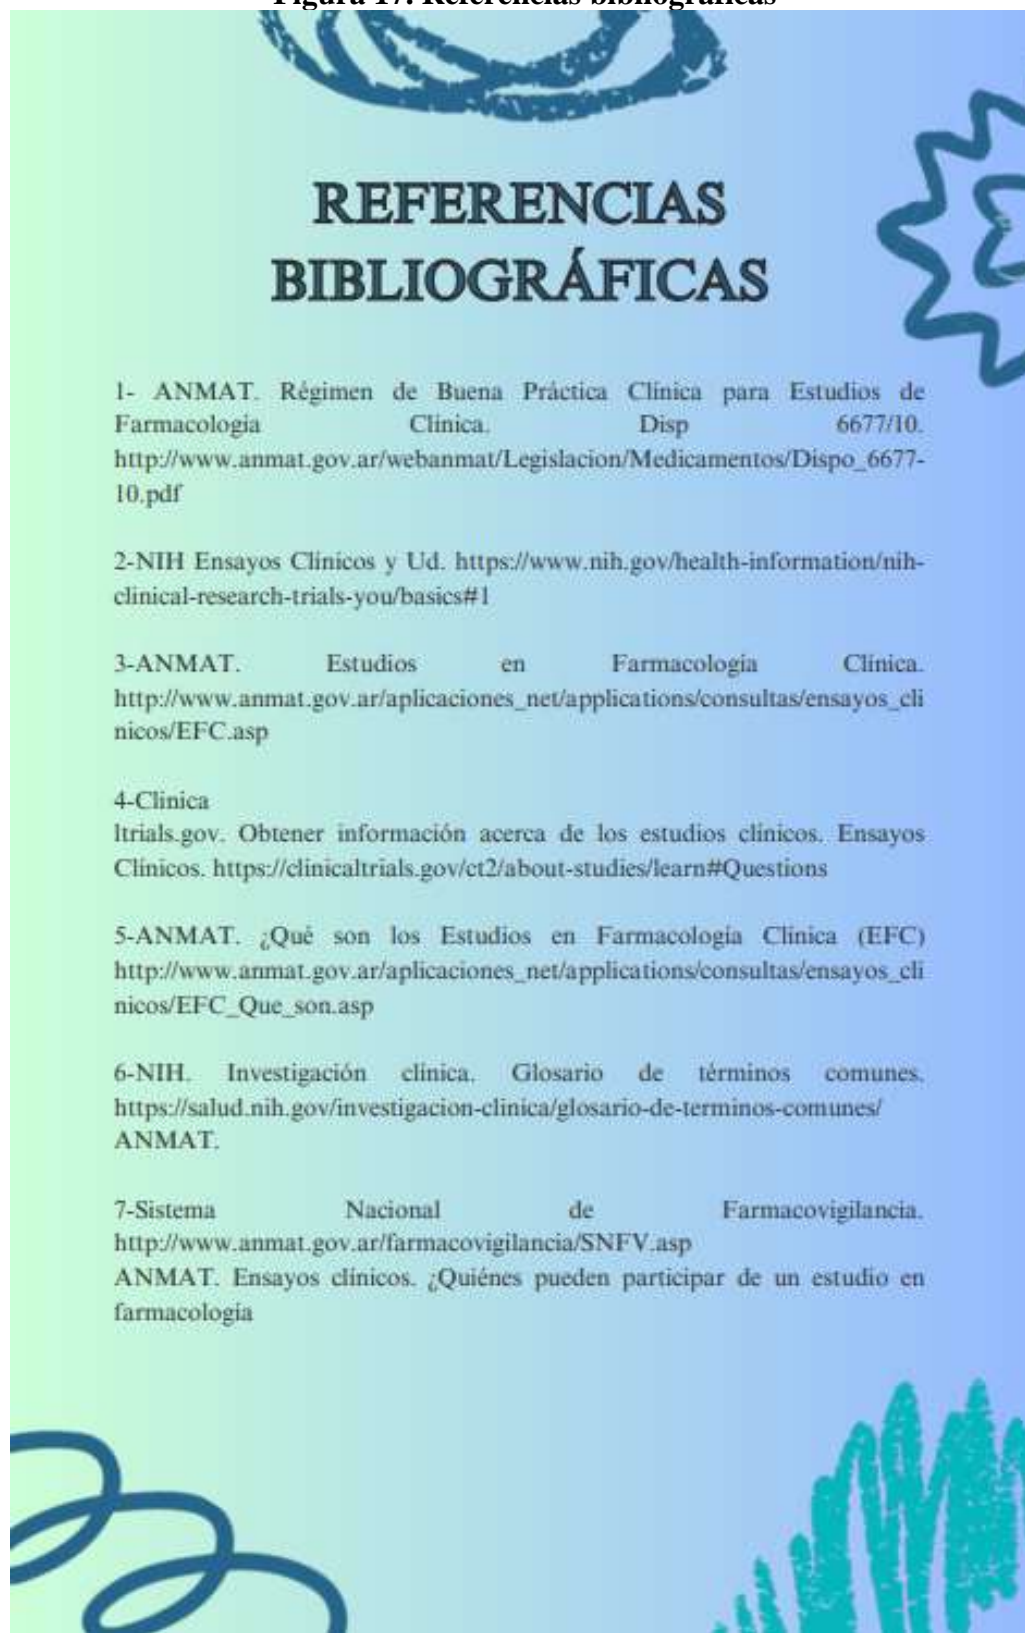 Figura 17. Referencias bibliográficas
REFERENCIAS
BIBLIOGRÁFICAS
1- ANMAT. Régimen de Buena Práctica Clínica para Estudios de
Farmacología Clínica. Disp 6677/10.
http://www.anmat.gov.ar/webanmat/Legislacion/Medicamentos/Dispo_6677-
10.pdf
2-NIH Ensayos Clínicos y Ud. https://www.nih.gov/health-information/nih-
clinical-research-trials-you/basics#1
3-ANMAT. Estudios en Farmacología Clínica.
http://www.anmat.gov.ar/aplicaciones_net/applications/consultas/ensayos_cli
nicos/EFC.asp
4-Clinica
ltrials.gov. Obtener información acerca de los estudios clínicos. Ensayos
Clínicos. https://clinicaltrials.gov/ct2/about-studies/learn#Questions
5-ANMAT. ¿Qué son los Estudios en Farmacología Clínica (EFC)
http://www.anmat.gov.ar/aplicaciones_net/applications/consultas/ensayos_cli
nicos/EFC_Que_son.asp
6-NIH. Investigación clínica. Glosario de términos comunes.
https://salud.nih.gov/investigacion-clinica/glosario-de-terminos-comunes/
ANMAT.
7-Sistema Nacional de Farmacovigilancia.
http://www.anmat.gov.ar/farmacovigilancia/SNFV.asp
ANMAT. Ensayos clínicos. ¿Quiénes pueden participar de un estudio en
farmacología